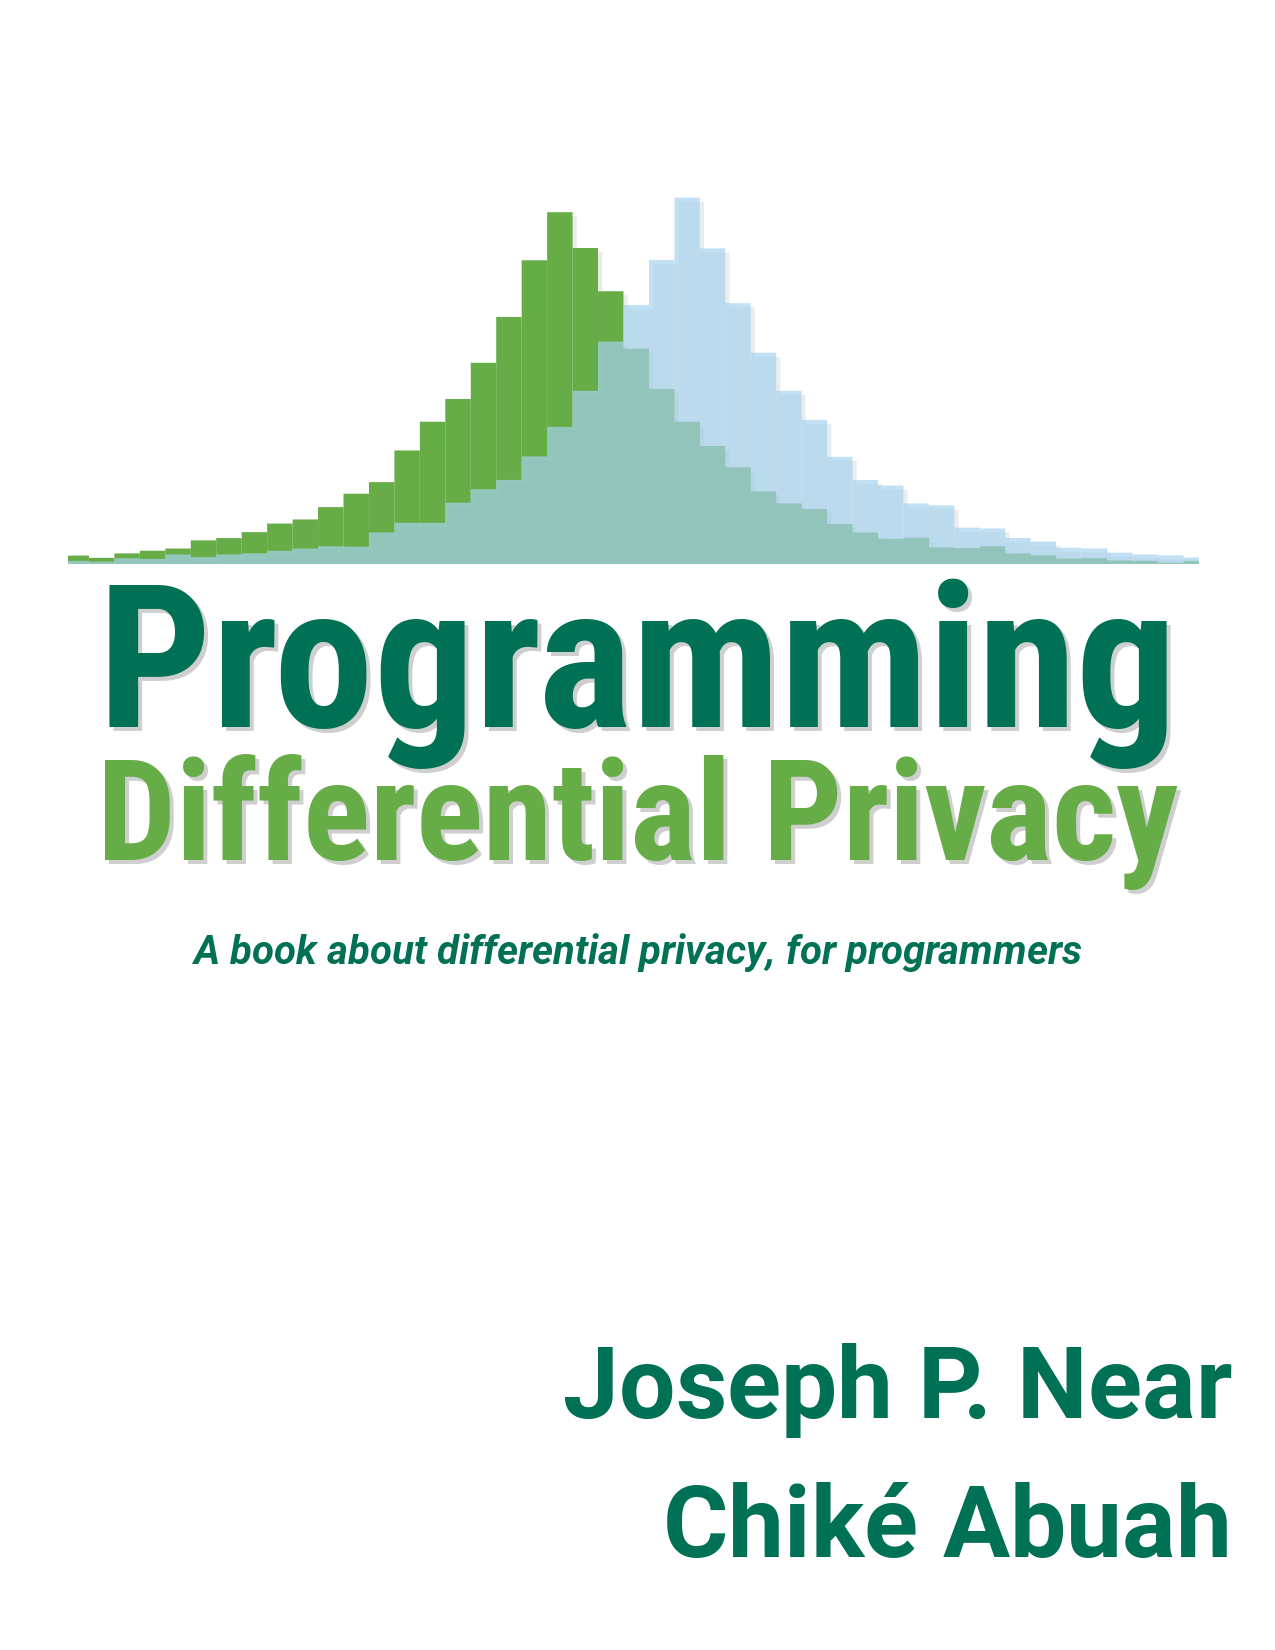 Programming
Differential Privacy
A book about differential privacy, for programmers
Joseph P. Near
Chiké Abuah